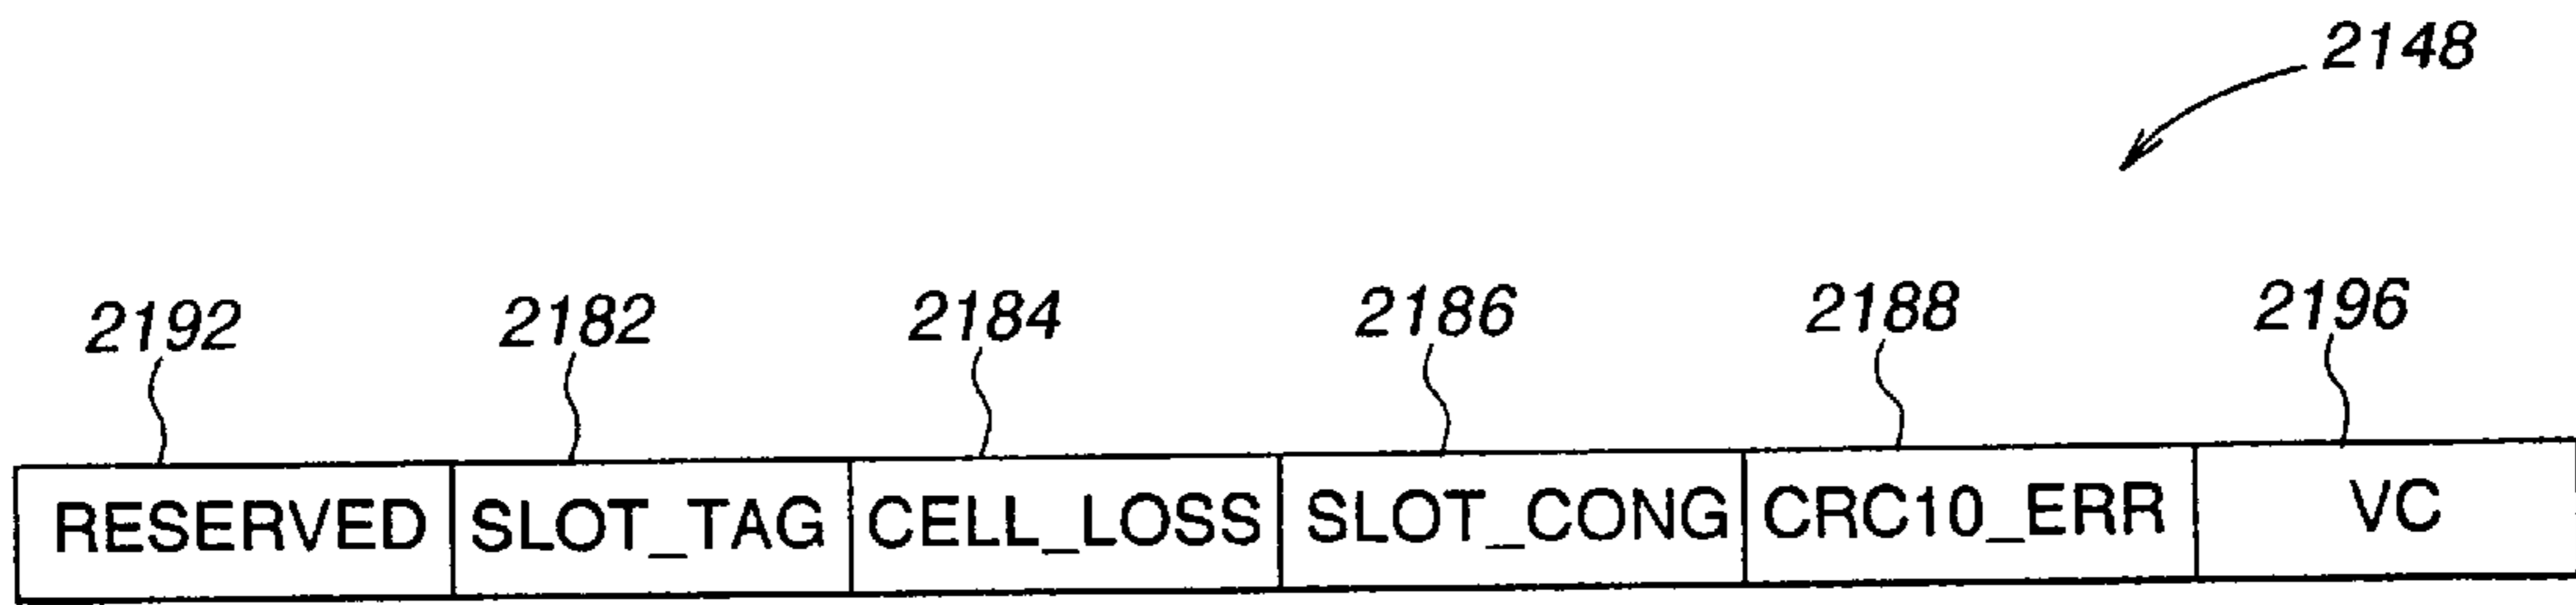 2148
2192 2182 2184 2186 2188 2196
RESERVED SLOT_TAG CELL_LOSS SLOT_CONG CRC10_ERR VC